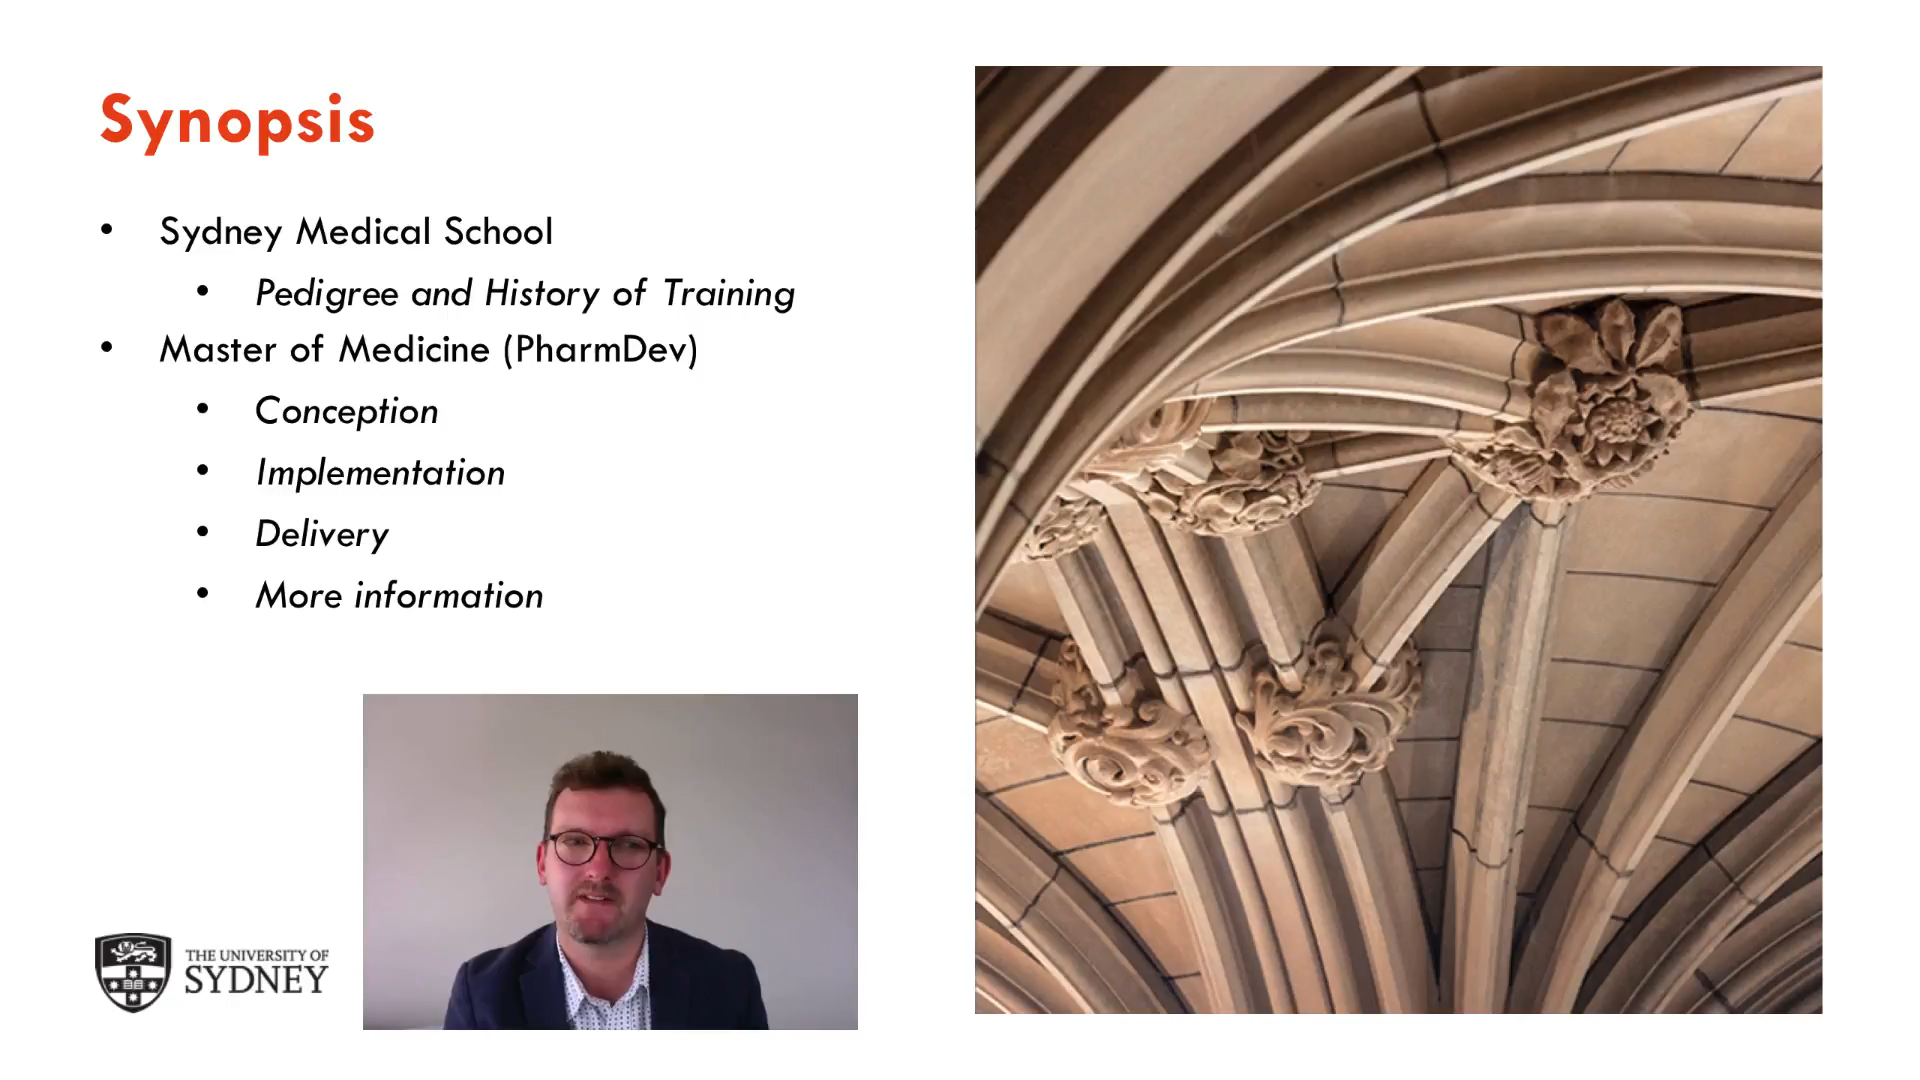 Synopsis
• Sydney Medical School
• Pedigree and History of Training
• Master of Medicine (PharmDev)
• Conception
• Implementation
• Delivery
• More information
THE UNIVERSITY OF
SYDNEY